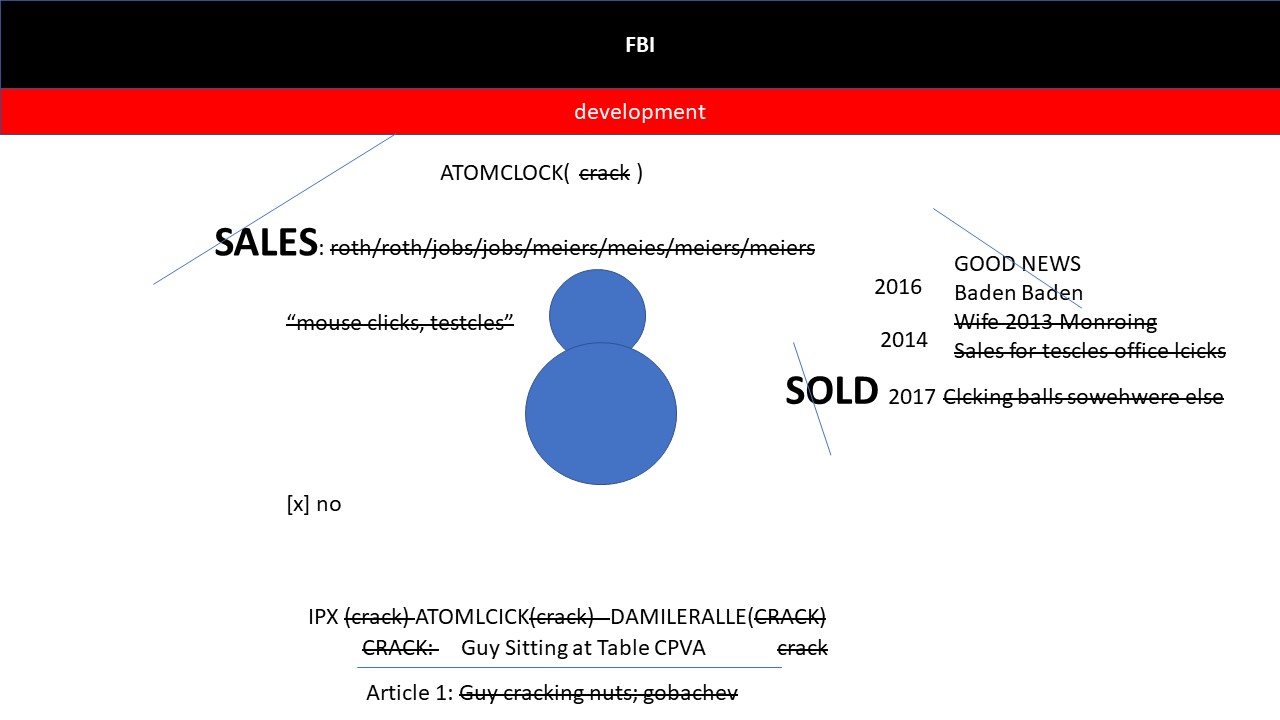 FBI
development
ATOMCLOCK( crack )
SALES: roth/roth/jobs/jobs/meiers/meies/meiers/meiers
“mouse clicks, testcles”
2016
GOOD NEWS
Baden Baden
2014
Wife 2013 Monroing
Sales for tescles office lcicks
SOLD 2017 Clcking balls sowehwere else
[x] no
IPX (crack) ATOMLCICK(crack) DAMILERALLE(CRACK)
CRACK: Guy Sitting at Table CPVA crack
Article 1: Guy cracking nuts; gobachev